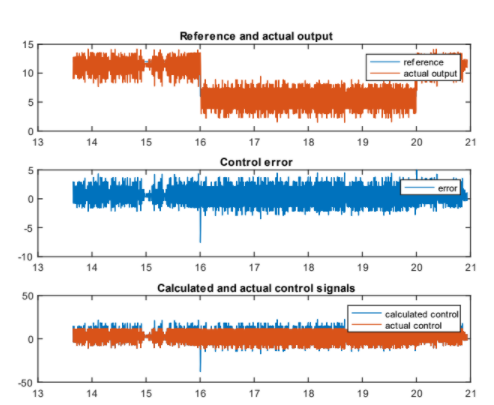 Reference and actual output
15
10
5
0
reference
actual output
13 14 15 16 17 18 19 20 21
Control error
5
0
-5
-10
error
13 14 15 16 17 18 19 20 21
Calculated and actual control signals
50
0
-50
calculated control
actual control
13 14 15 16 17 18 19 20 21